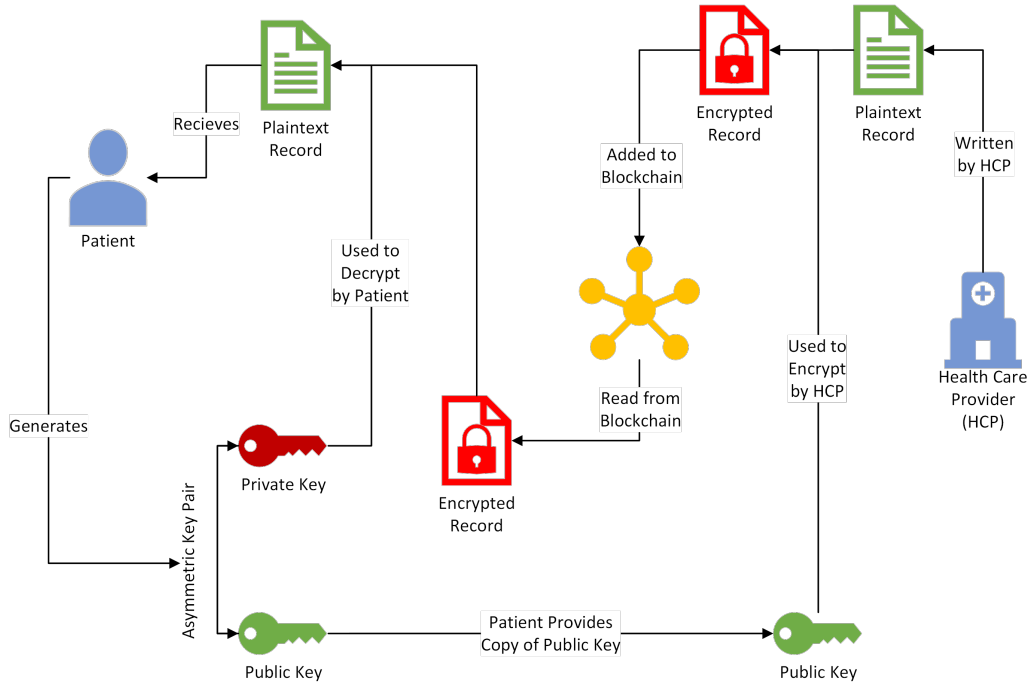 Encrypted
Record
Plaintext
Record
Recieves
Plaintext
Record
Written
by HCP
Added to
Blockchain
Patient
Used to
Decrypt
by Patient
Used to
Encrypt
by HCP
Health Care
Provider
(HCP)
Read from
Blockchain
Generates
Private Key
Encrypted
Record
Asymmetric Key Pair
Patient Provides
Copy of Public Key
Public Key
Public Key